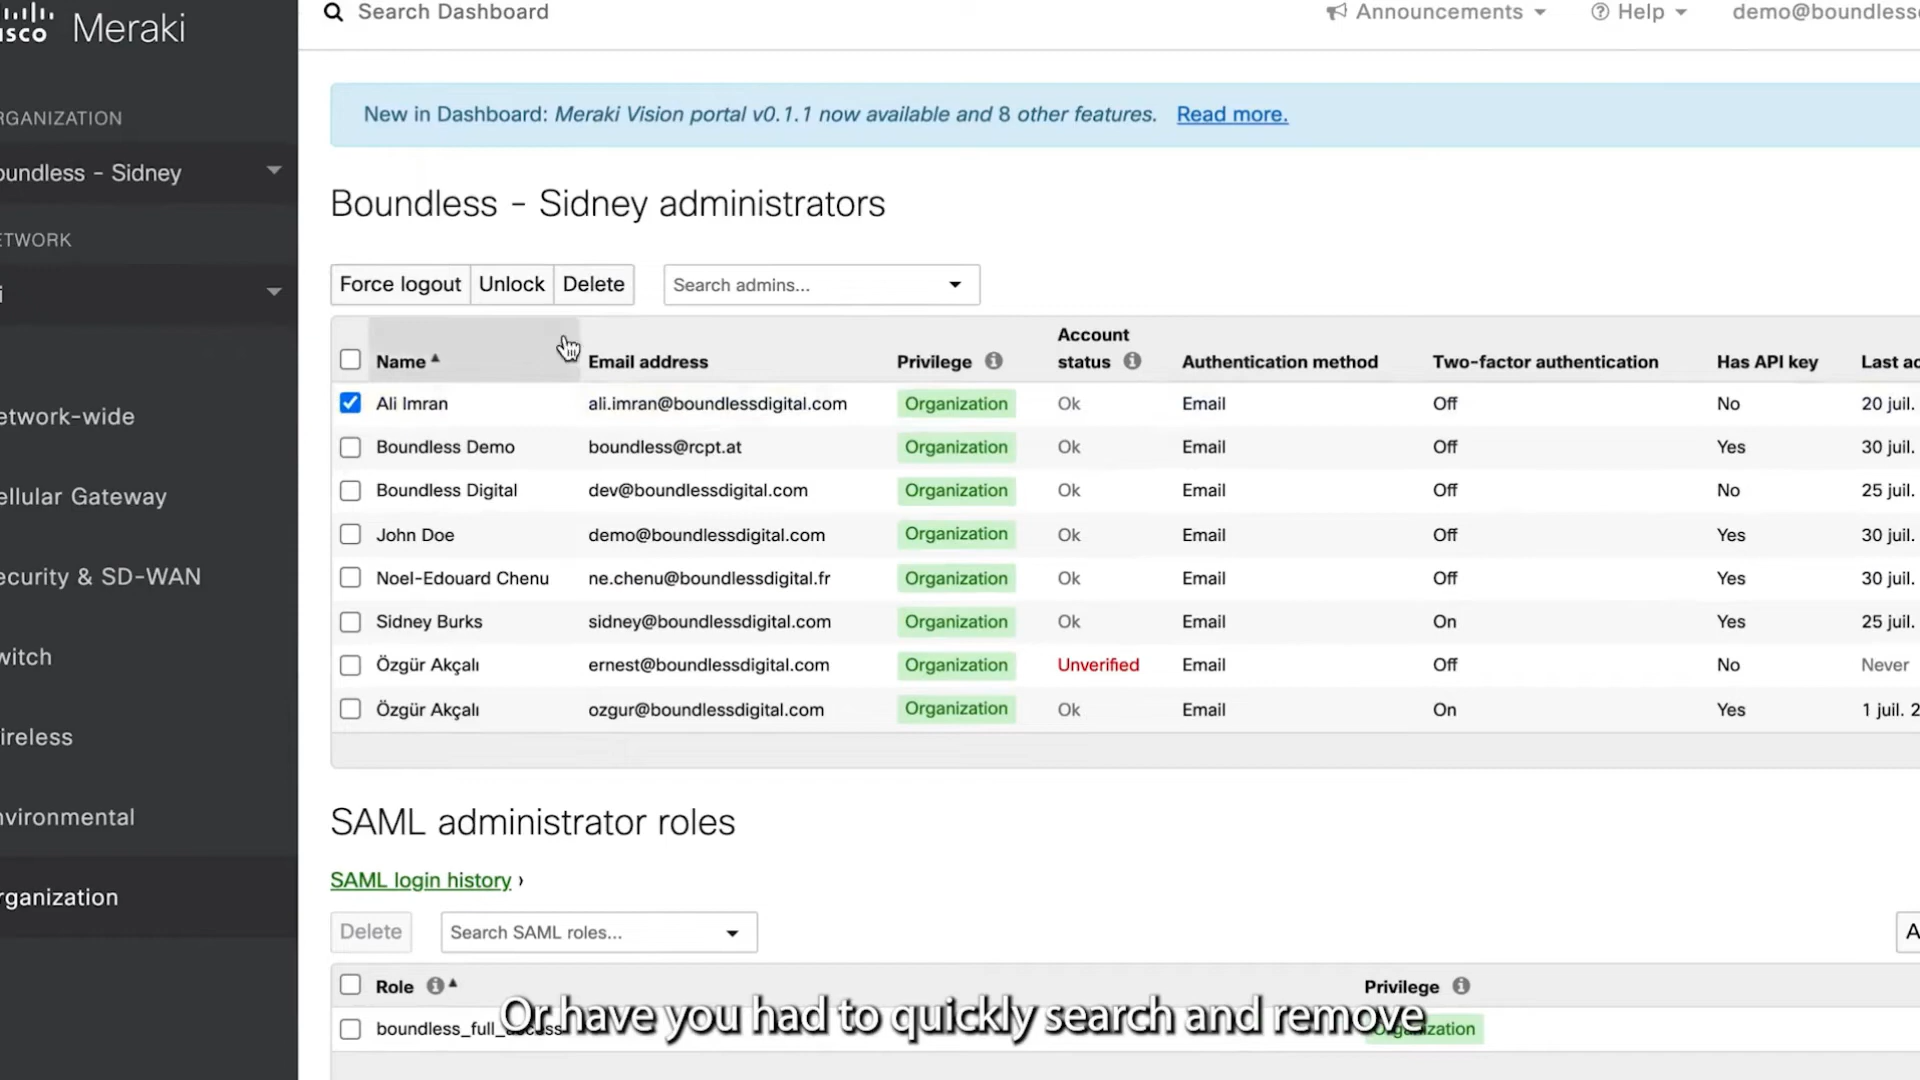 Meraki
Search Dashboard
Announcements
Help
demo@boundless
RGANIZATION
oundless - Sidney
ETWORK
i
etwork-wide
ellular Gateway
ecurity & SD-WAN
witch
ireless
nvironmental
rganization
New in Dashboard: Meraki Vision portal v0.1.1 now available and 8 other features. Read more.
Boundless - Sidney administrators
Force logout Unlock Delete Search admins...
Name Email address Privilege Account status Authentication method Two-factor authentication Has API key Last ac
Ali Imran ali.imran@boundlessdigital.com Organization Ok Email Off No 20 juil.
Boundless Demo boundless@rcpt.at Organization Ok Email Off Yes 30 juil.
Boundless Digital dev@boundlessdigital.com Organization Ok Email Off No 25 juil.
John Doe demo@boundlessdigital.com Organization Ok Email Off Yes 30 juil.
Noel-Edouard Chenu ne.chenu@boundlessdigital.fr Organization Ok Email Off Yes 30 juil.
Sidney Burks sidney@boundlessdigital.com Organization Ok Email On Yes 25 juil.
Özgür Akçalı ernest@boundlessdigital.com Organization Unverified Email Off No Never
Özgür Akçalı ozgur@boundlessdigital.com Organization Ok Email On Yes 1 juil. 2
SAML administrator roles
SAML login history ›
Delete Search SAML roles... A
Role Privilege
boundless_full_access Organization
Or have you had to quickly search and remove